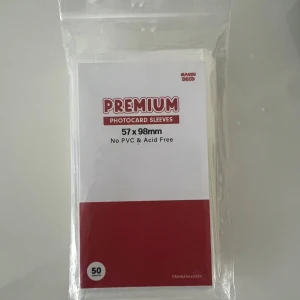 PREMIUM
PHOTOCARD SLEEVES
57 x 98mm
No PVC & Acid Free
50